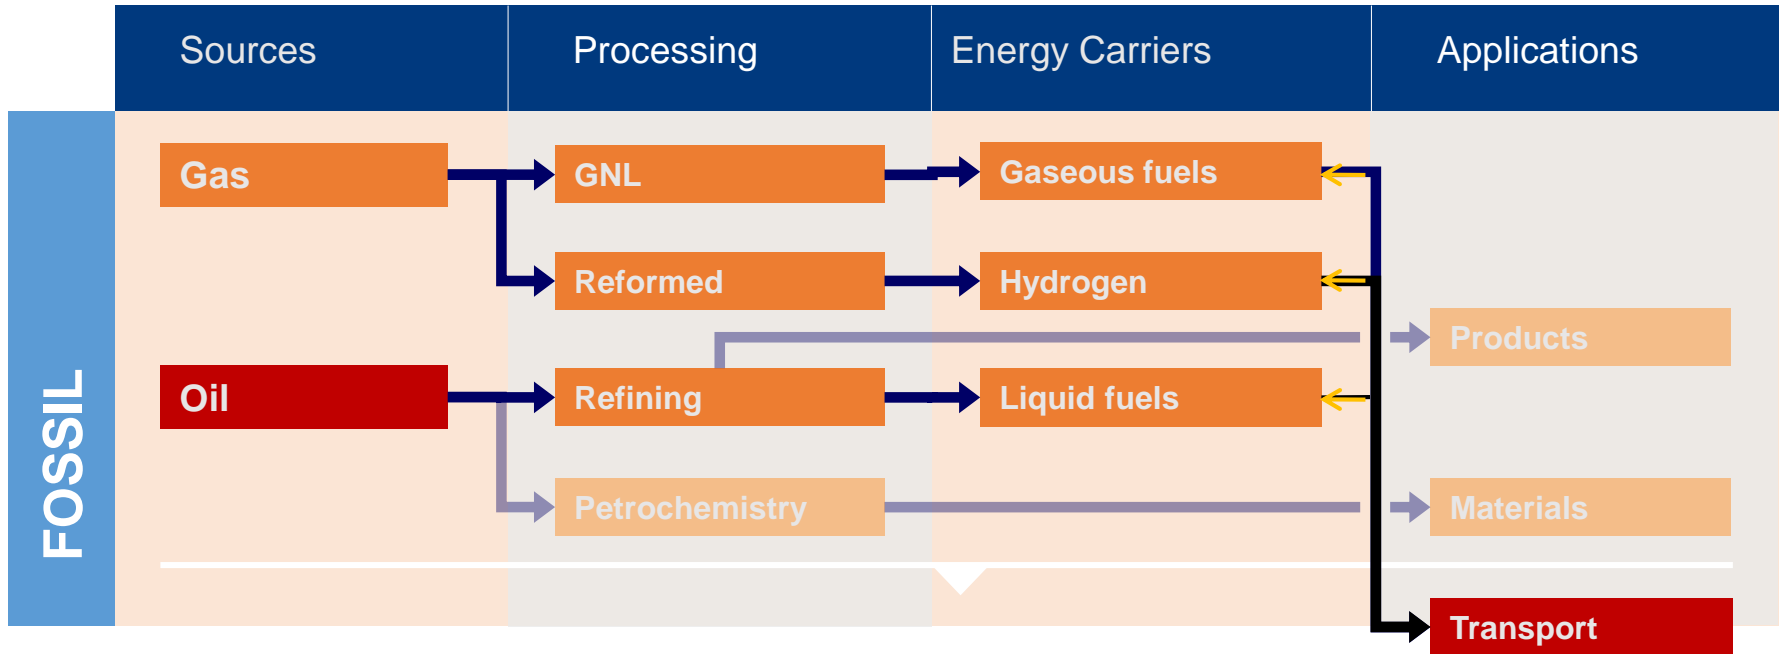 Sources
Processing
Energy Carriers
Applications
FOSSIL
Gas
GNL
Gaseous fuels
Reformed
Hydrogen
Products
Oil
Refining
Liquid fuels
Petrochemistry
Materials
Transport